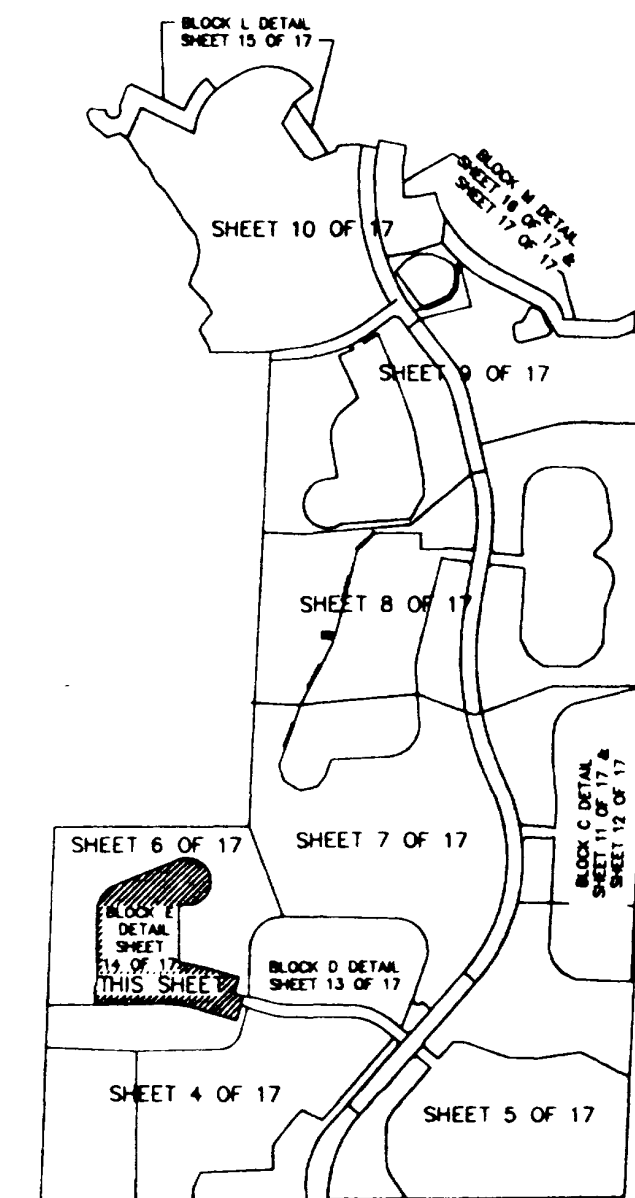 BLOCK L DETAIL
SHEET 15 OF 17
BLOCK M DETAIL
SHEET 16 OF 17 &
SHEET 17 OF 17
SHEET 10 OF 17
SHEET 9 OF 17
SHEET 8 OF 17
BLOCK C DETAIL
SHEET 11 OF 17 &
SHEET 12 OF 17
SHEET 6 OF 17
SHEET 7 OF 17
BLOCK E
DETAIL
SHEET
14 OF 17
THIS SHEET
BLOCK D DETAIL
SHEET 13 OF 17
SHEET 4 OF 17
SHEET 5 OF 17